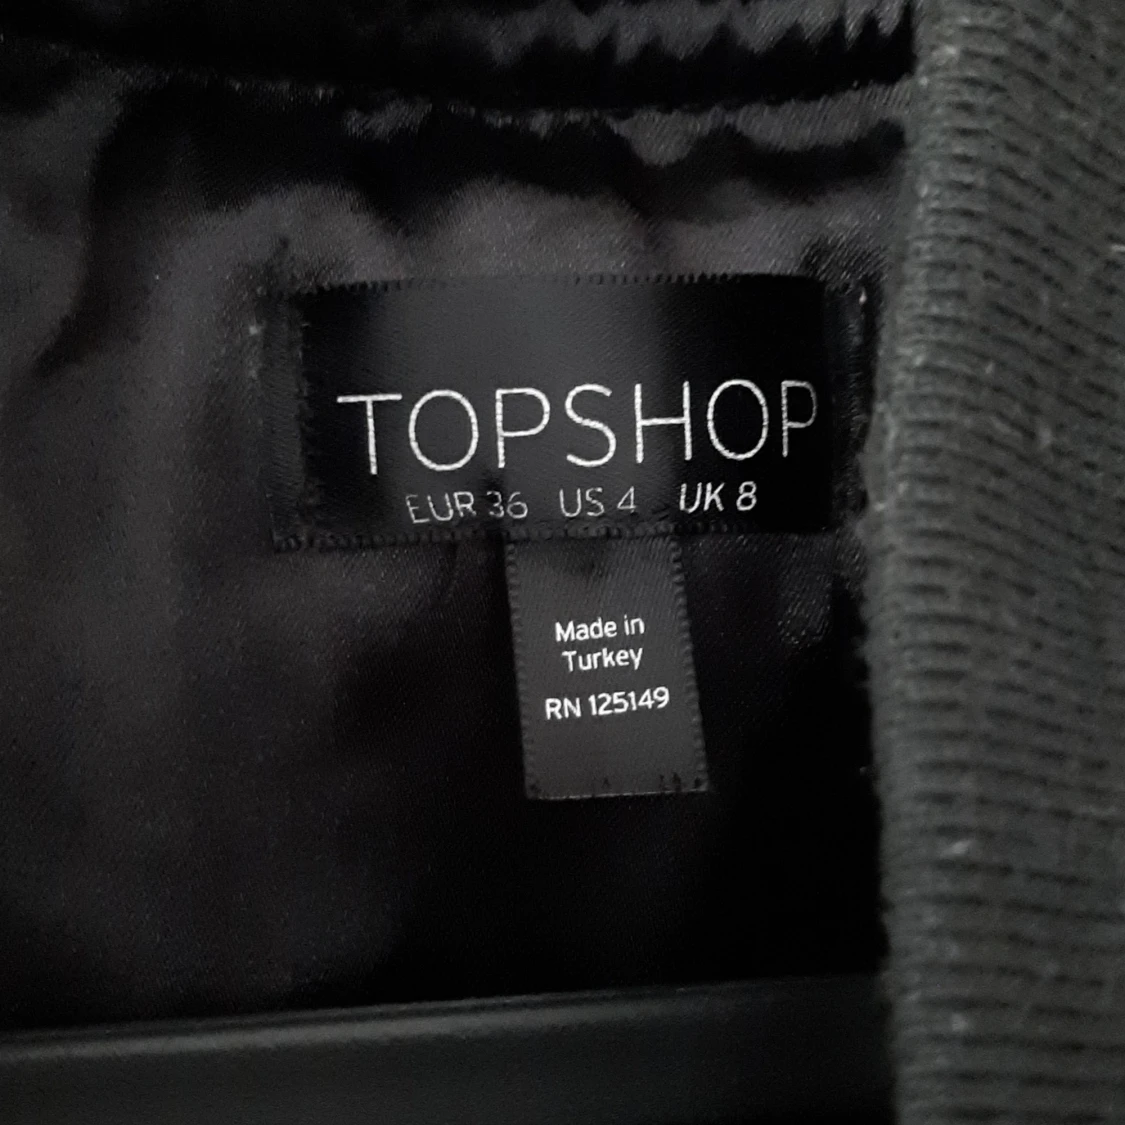 TOPSHOP
EUR 36 US 4 UK 8
Made in
Turkey
RN 125149